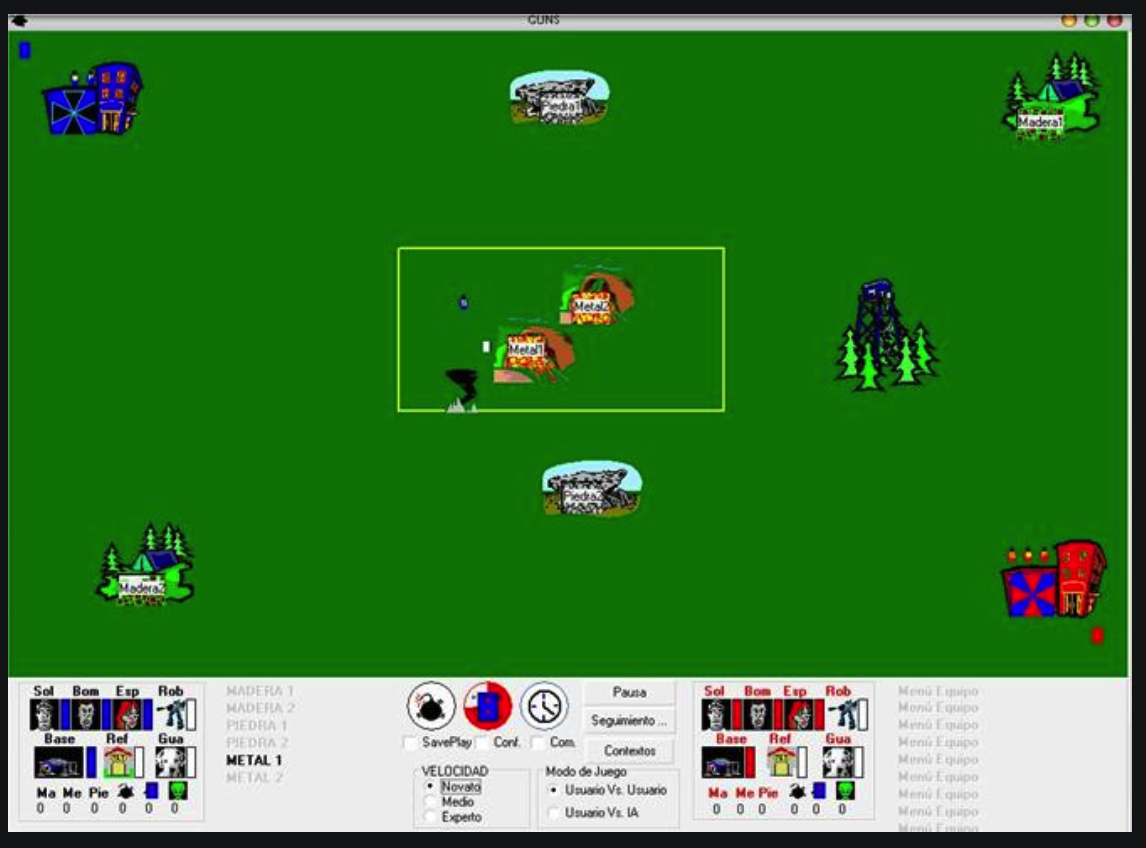 GUNS
Piedra1
Madera1
Metal2
Metal1
Piedra2
Madera2
Sol Bom Esp Rob
Base Ref Gua
Ma Me Pie
0 0 0 0 0
MADERA 1
MADERA 2
PIEDRA 1
PIEDRA 2
METAL 1
METAL 2
SavePlay Conf. Com.
VELOCIDAD
Novato
Medio
Experto
Pausa
Seguimiento ...
Contextos
Modo de Juego
Usuario Vs. Usuario
Usuario Vs. IA
Sol Bom Esp Rob
Base Ref Gua
Ma Me Pie
0 0 0 0 0
Menú Equipo
Menú Equipo
Menú Equipo
Menú Equipo
Menú Equipo
Menú Equipo
Menú Equipo
Menú Equipo
Menú Equipo